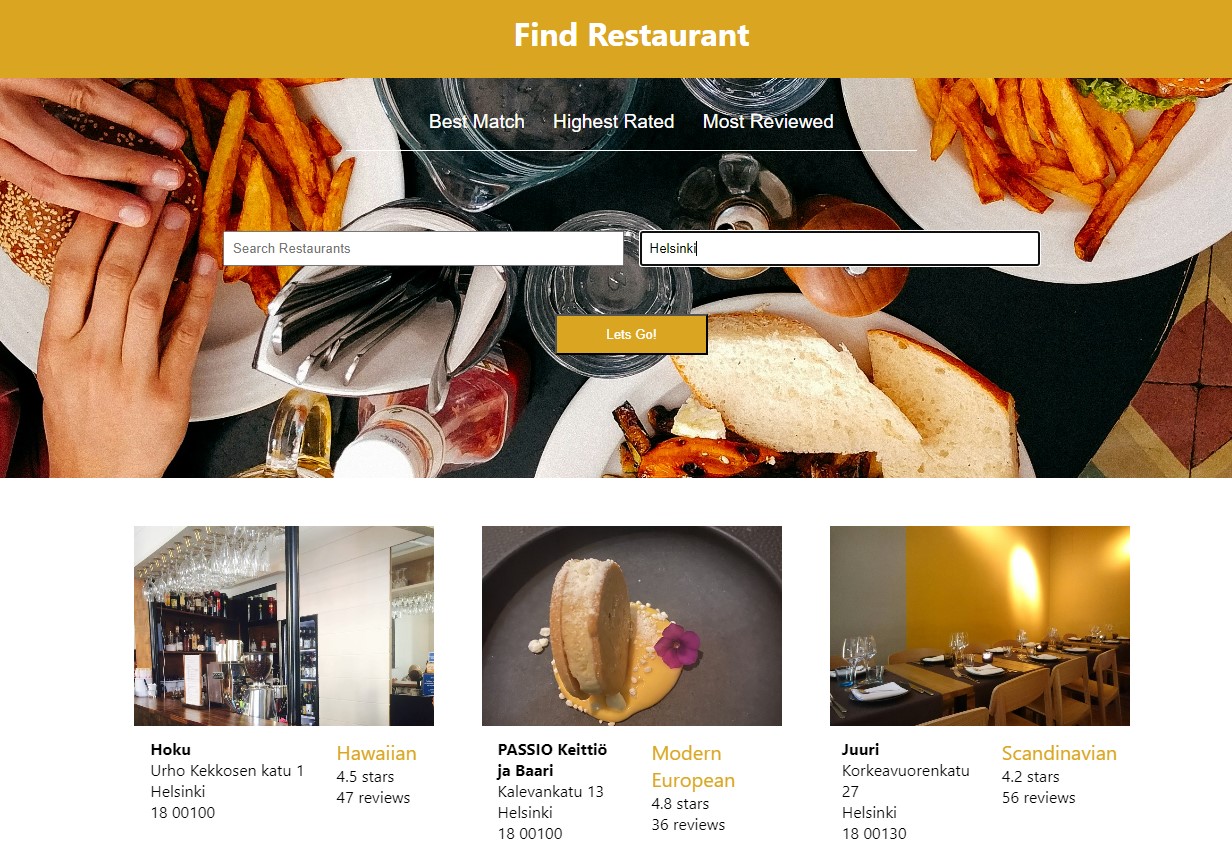 Find Restaurant
Best Match Highest Rated Most Reviewed
Search Restaurants
Helsinki
Lets Go!
Hoku
Urho Kekkosen katu 1
Helsinki
18 00100
Hawaiian
4.5 stars
47 reviews
PASSIO Keittiö
ja Baari
Kalevankatu 13
Helsinki
18 00100
Modern
European
4.8 stars
36 reviews
Juuri
Korkeavuorenkatu
27
Helsinki
18 00130
Scandinavian
4.2 stars
56 reviews